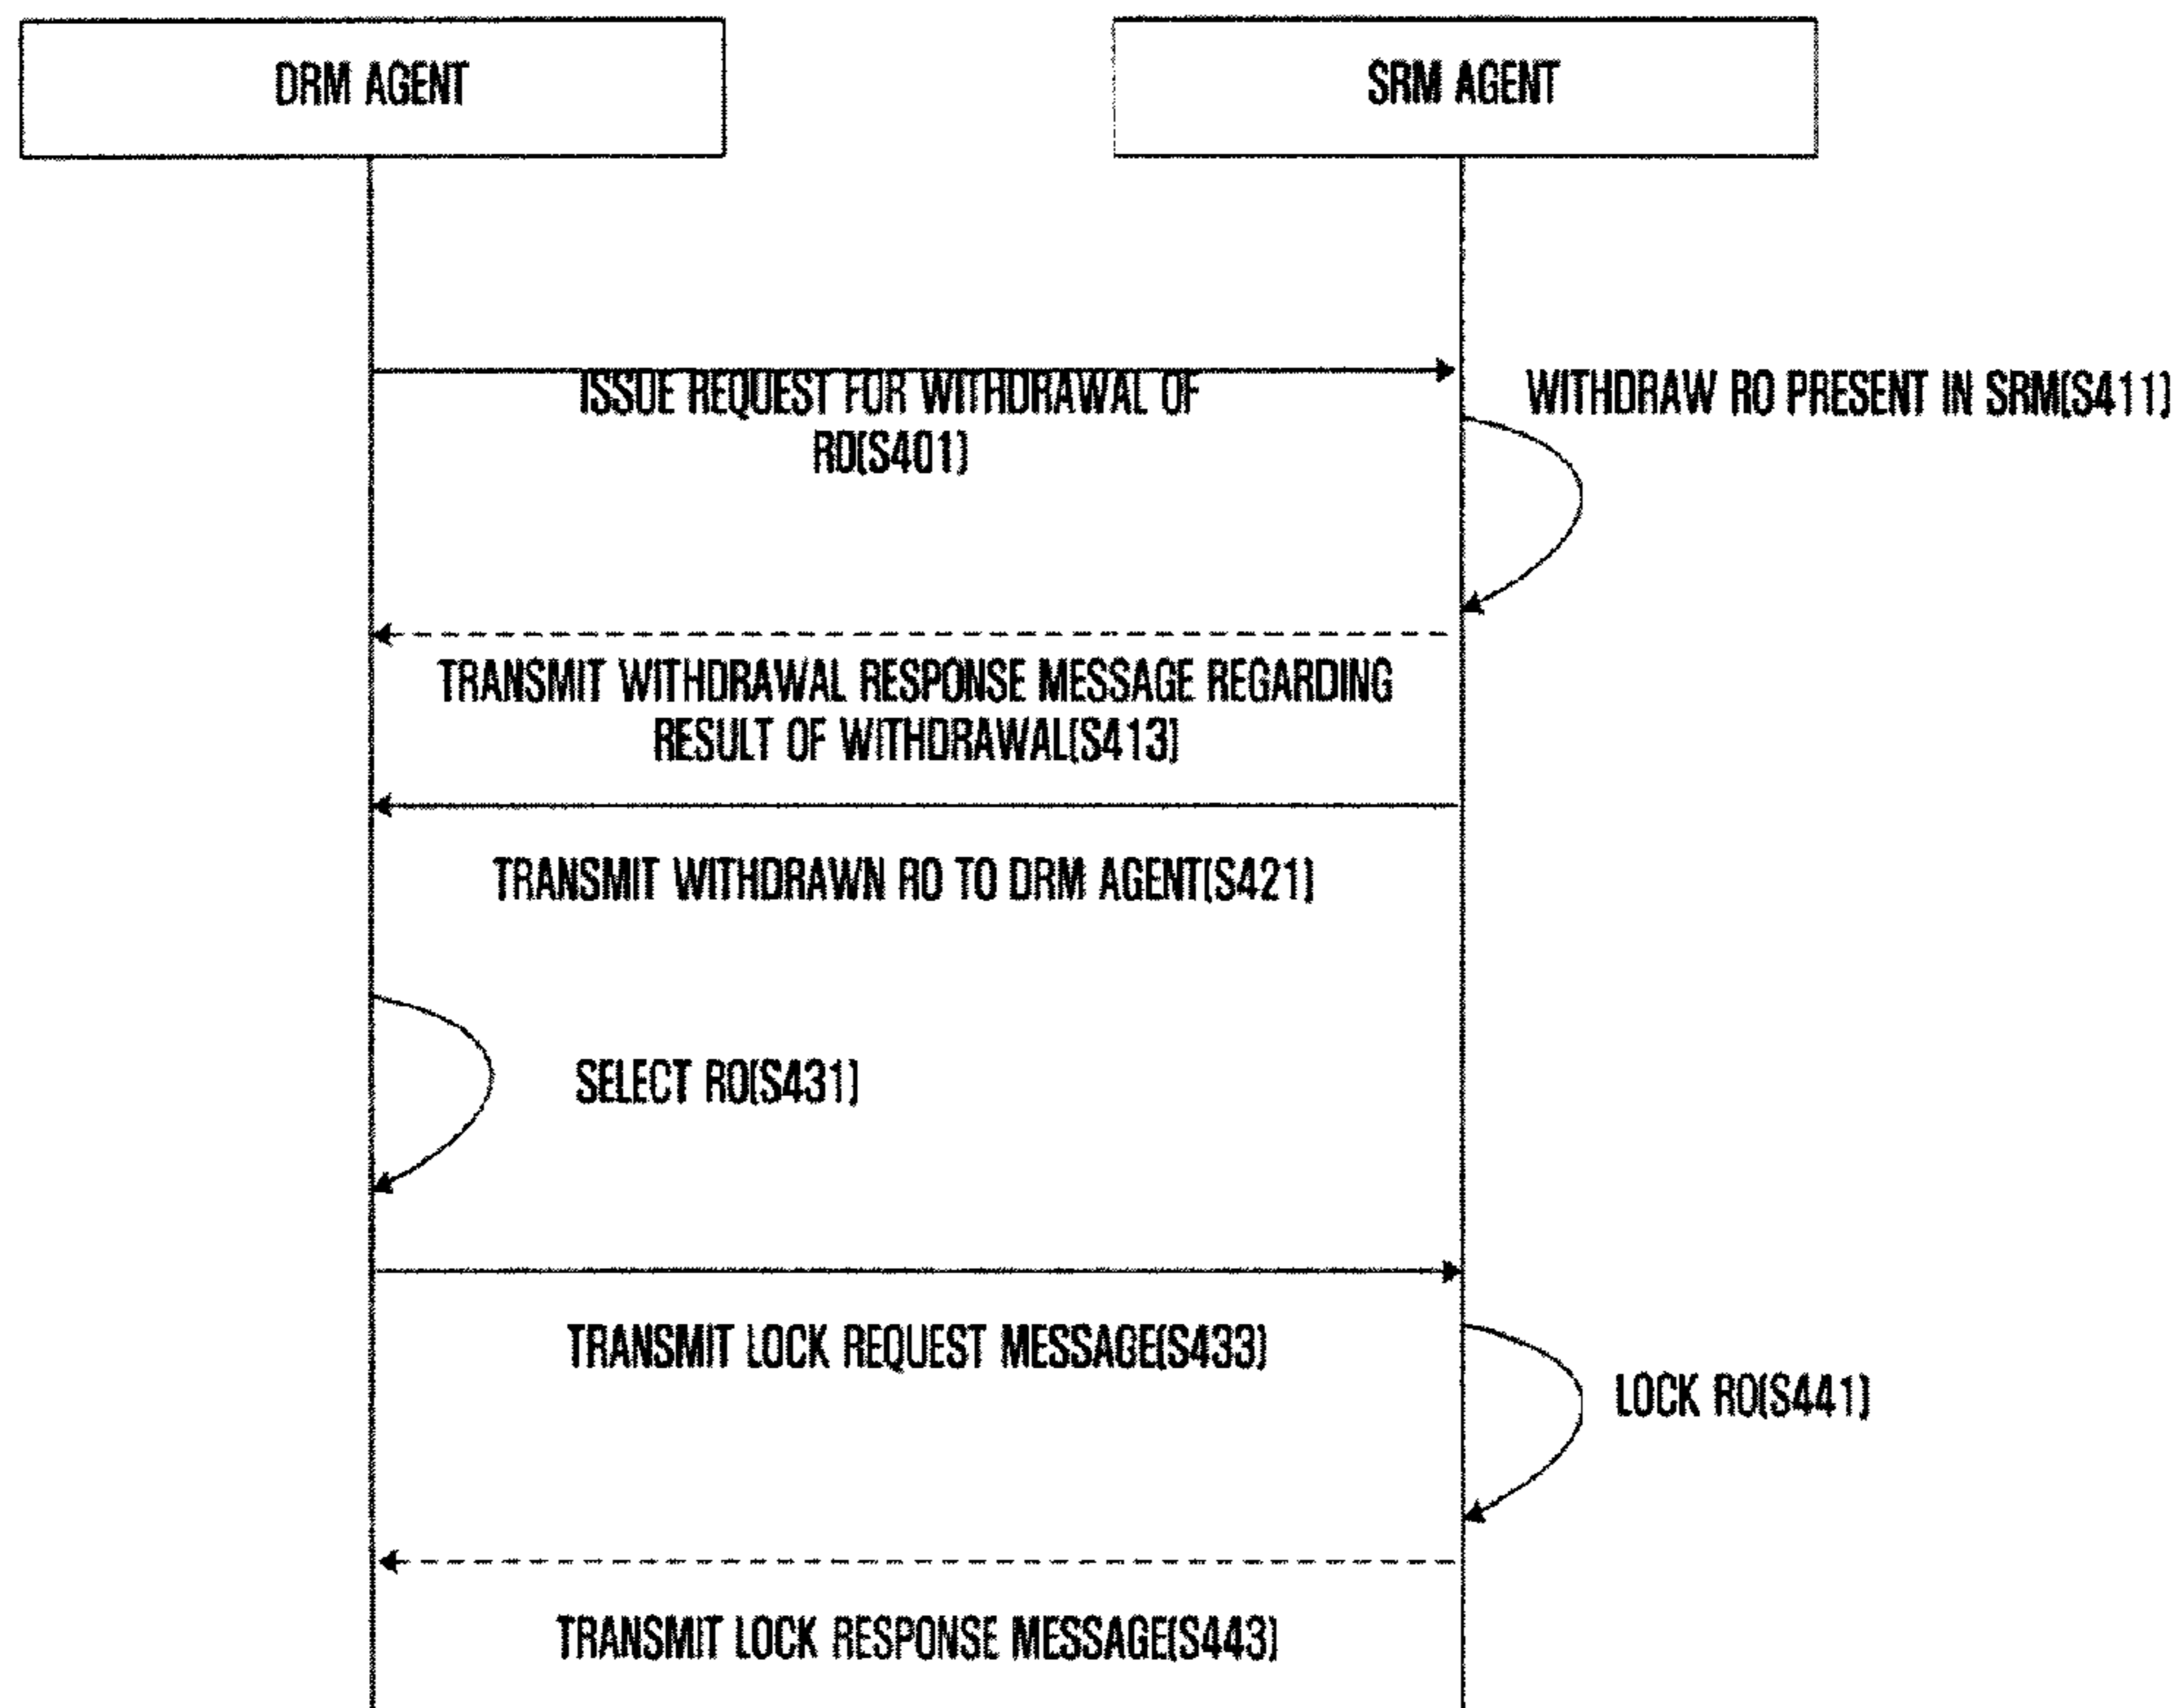 DRM AGENT
SRM AGENT
ISSUE REQUEST FOR WITHDRAWAL OF
RO(S401)
WITHDRAW RO PRESENT IN SRM(S411)
TRANSMIT WITHDRAWAL RESPONSE MESSAGE REGARDING
RESULT OF WITHDRAWAL(S413)
TRANSMIT WITHDRAWN RO TO DRM AGENT(S421)
SELECT RO(S431)
TRANSMIT LOCK REQUEST MESSAGE(S433)
LOCK RO(S441)
TRANSMIT LOCK RESPONSE MESSAGE(S443)